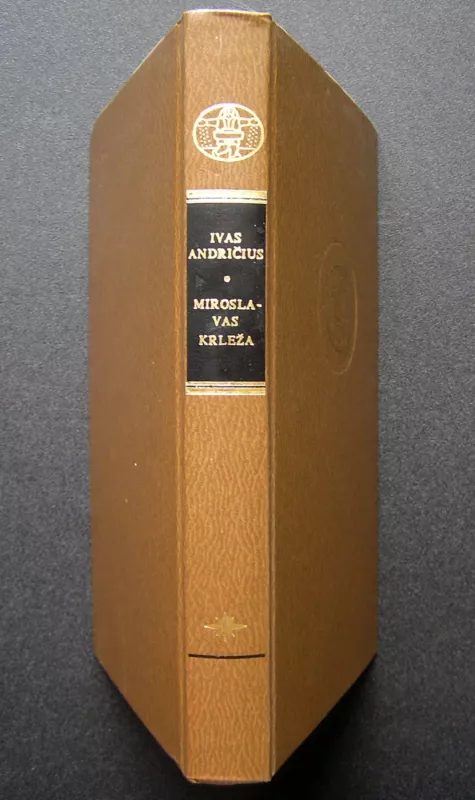 IVAS
ANDRIČIUS
MIROSLA-
VAS
KRLEŽA